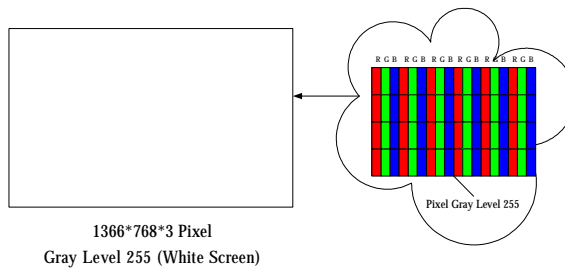 R G B R G B R G B R G B R G B R G B
Pixel Gray Level 255
1366*768*3 Pixel
Gray Level 255 (White Screen)